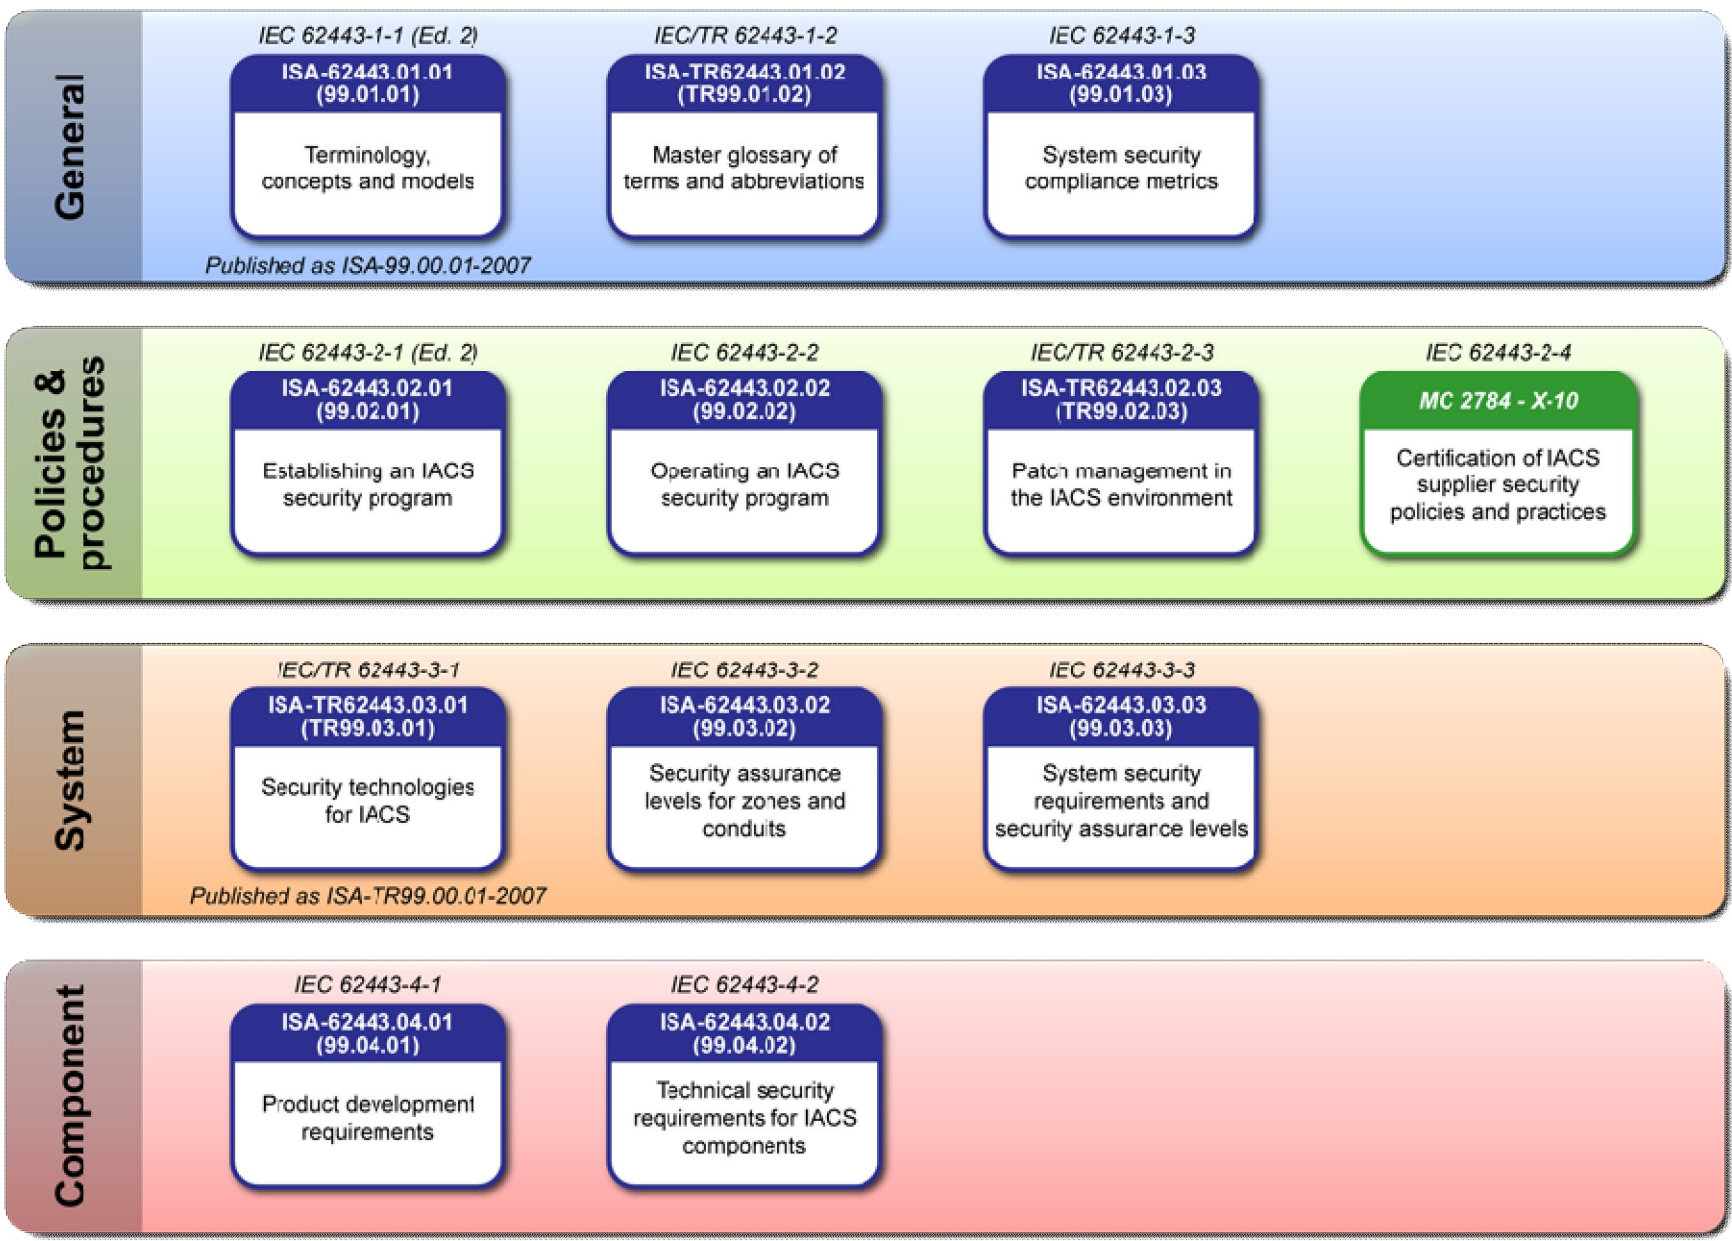 General
IEC 62443-1-1 (Ed. 2)
ISA-62443.01.01
(99.01.01)
Terminology,
concepts and models
Published as ISA-99.00.01-2007
IEC/TR 62443-1-2
ISA-TR62443.01.02
(TR99.01.02)
Master glossary of
terms and abbreviations
IEC 62443-1-3
ISA-62443.01.03
(99.01.03)
System security
compliance metrics
Policies &
procedures
IEC 62443-2-1 (Ed. 2)
ISA-62443.02.01
(99.02.01)
Establishing an IACS
security program
IEC 62443-2-2
ISA-62443.02.02
(99.02.02)
Operating an IACS
security program
IEC/TR 62443-2-3
ISA-TR62443.02.03
(TR99.02.03)
Patch management in
the IACS environment
IEC 62443-2-4
MC 2784 - X-10
Certification of IACS
supplier security
policies and practices
System
IEC/TR 62443-3-1
ISA-TR62443.03.01
(TR99.03.01)
Security technologies
for IACS
Published as ISA-TR99.00.01-2007
IEC 62443-3-2
ISA-62443.03.02
(99.03.02)
Security assurance
levels for zones and
conduits
IEC 62443-3-3
ISA-62443.03.03
(99.03.03)
System security
requirements and
security assurance levels
Component
IEC 62443-4-1
ISA-62443.04.01
(99.04.01)
Product development
requirements
IEC 62443-4-2
ISA-62443.04.02
(99.04.02)
Technical security
requirements for IACS
components